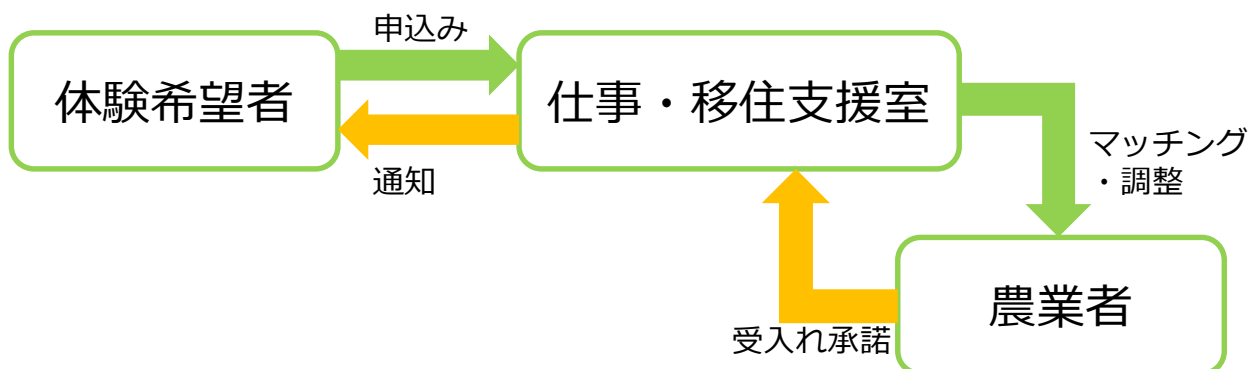 申込み
体験希望者
仕事・移住支援室
通知
マッチング
・調整
農業者
受入れ承諾